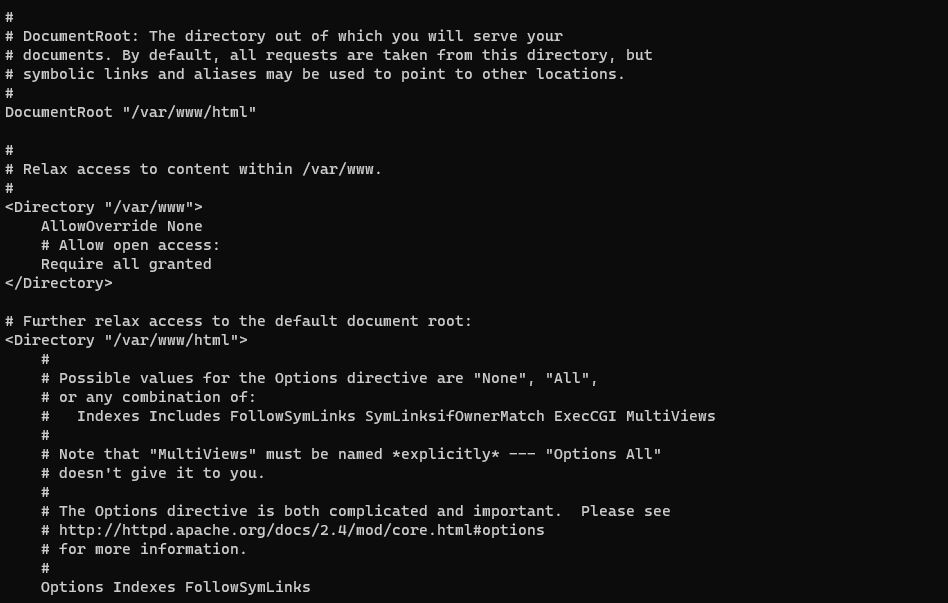 #
# DocumentRoot: The directory out of which you will serve your
# documents. By default, all requests are taken from this directory, but
# symbolic links and aliases may be used to point to other locations.
#
DocumentRoot "/var/www/html"

#
# Relax access to content within /var/www.
#
<Directory "/var/www">
    AllowOverride None
    # Allow open access:
    Require all granted
</Directory>

# Further relax access to the default document root:
<Directory "/var/www/html">
    #
    # Possible values for the Options directive are "None", "All",
    # or any combination of:
    #   Indexes Includes FollowSymLinks SymLinksifOwnerMatch ExecCGI MultiViews
    #
    # Note that "MultiViews" must be named *explicitly* --- "Options All"
    # doesn't give it to you.
    #
    # The Options directive is both complicated and important.  Please see
    # http://httpd.apache.org/docs/2.4/mod/core.html#options
    # for more information.
    #
    Options Indexes FollowSymLinks